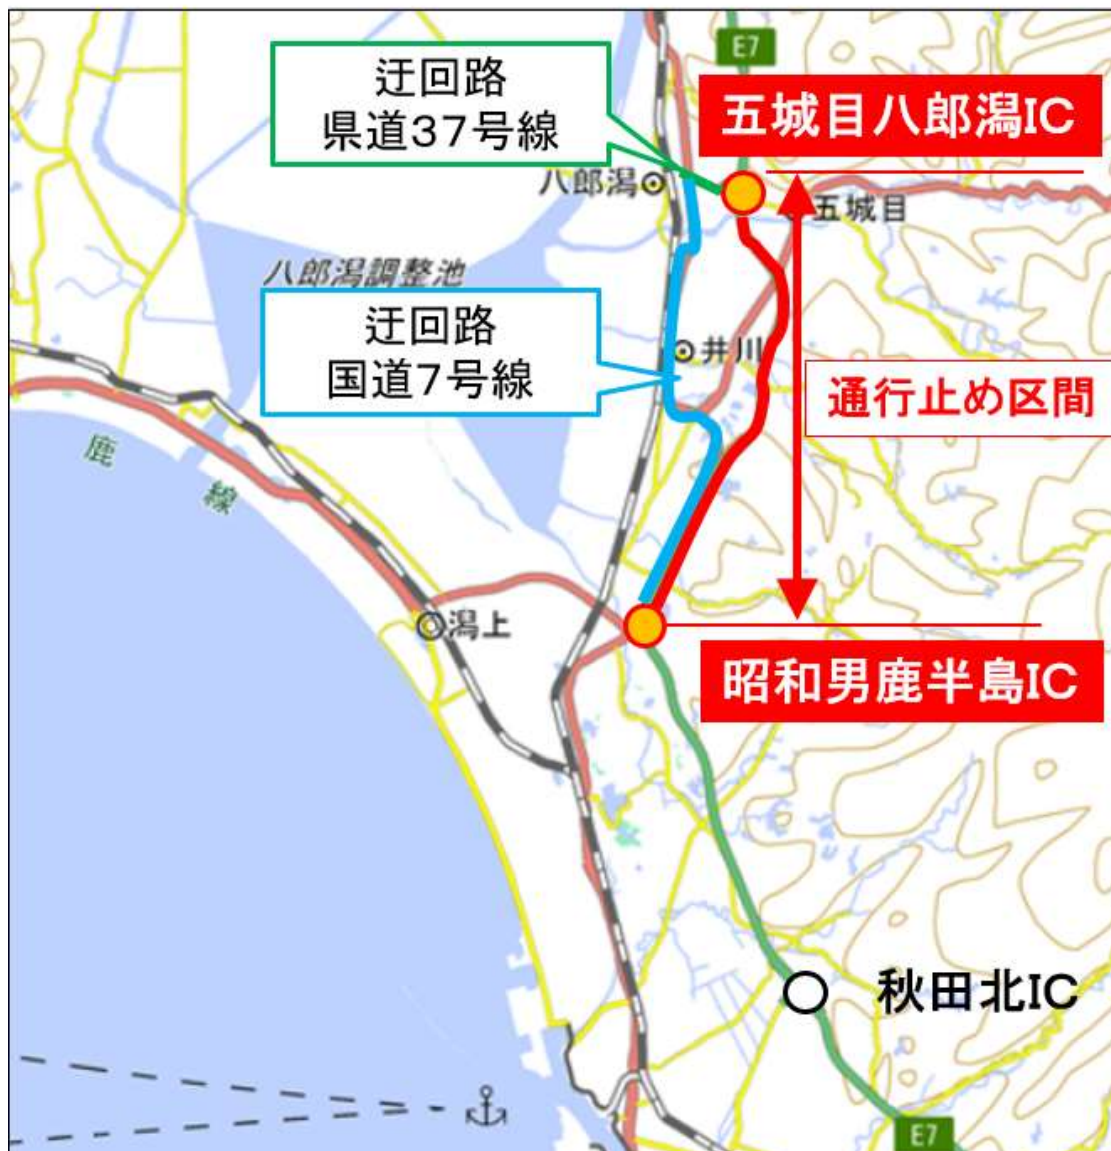 E7
迂回路
県道37号線
五城目八郎潟IC
八郎潟
五城目
八郎潟調整池
迂回路
国道7号線
井川
通行止め区間
鹿
線
潟上
昭和男鹿半島IC
秋田北IC
E7